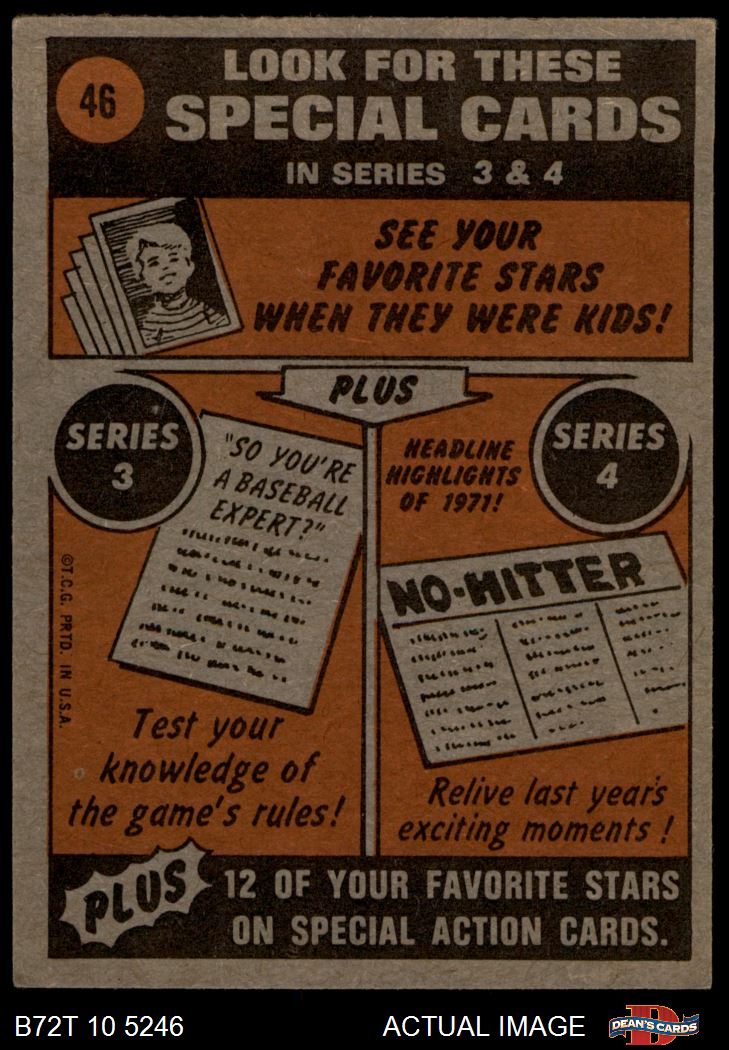 46
LOOK FOR THESE
SPECIAL CARDS
IN SERIES 3 & 4
SEE YOUR
FAVORITE STARS
WHEN THEY WERE KIDS!
PLUS
SERIES
3
"SO YOU'RE
A BASEBALL
EXPERT?"
Test your
knowledge of
the game's rules!
HEADLINE
HIGHLIGHTS
OF 1971!
SERIES
4
NO-HITTER
Relive last year's
exciting moments!
©T.C.G. PRTD. IN U.S.A.
PLUS
12 OF YOUR FAVORITE STARS
ON SPECIAL ACTION CARDS.
B72T 10 5246
ACTUAL IMAGE
D
DEAN'S CARDS